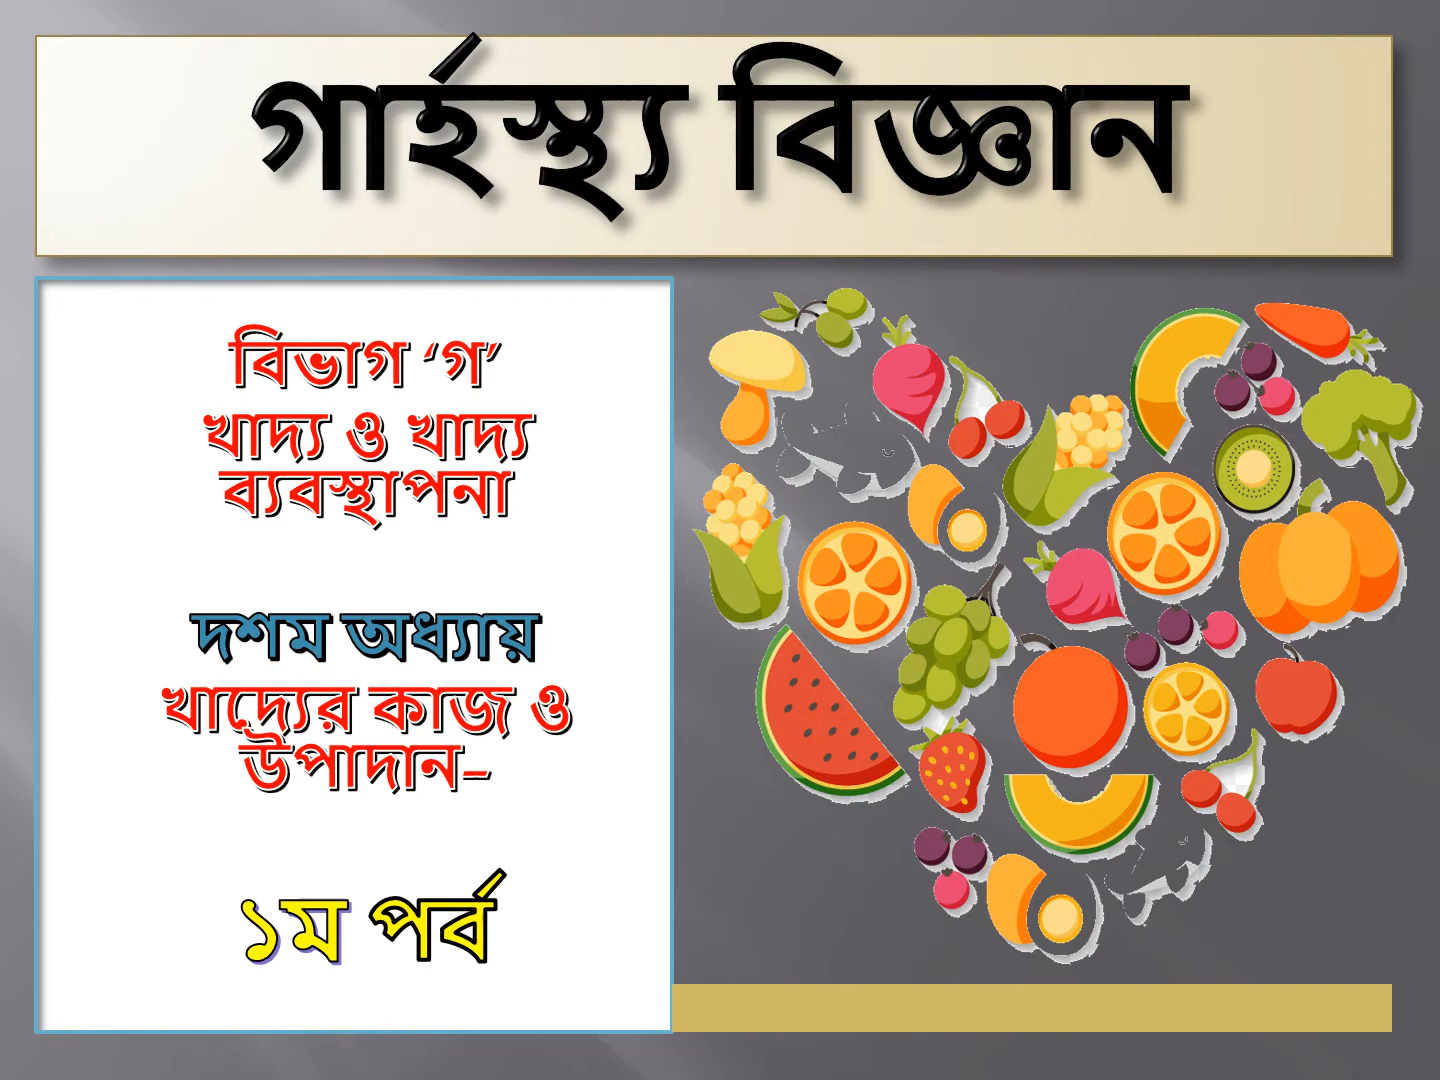 গার্হস্থ্য বিজ্ঞান
বিভাগ ‘গ’
খাদ্য ও খাদ্য
ব্যবস্থাপনা
দশম অধ্যায়
খাদ্যের কাজ ও
উপাদান–
১ম পর্ব